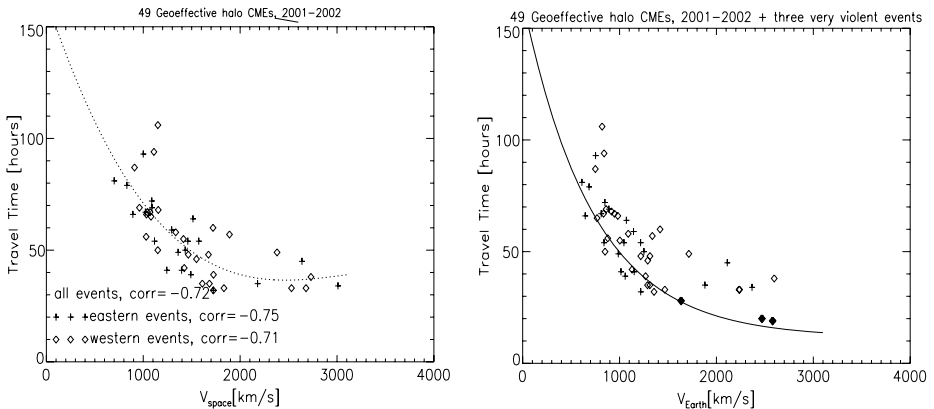 49 Geoeffective halo CMEs, 2001-2002
150
100
50
0
Travel Time [hours]
all events, corr=-0.72
eastern events, corr=-0.75
western events, corr=-0.71
0 1000 2000 3000 4000
Vspace[km/s]
49 Geoeffective halo CMEs, 2001-2002 + three very violent events
150
100
50
0
Travel Time [hours]
0 1000 2000 3000 4000
VEarth[km/s]